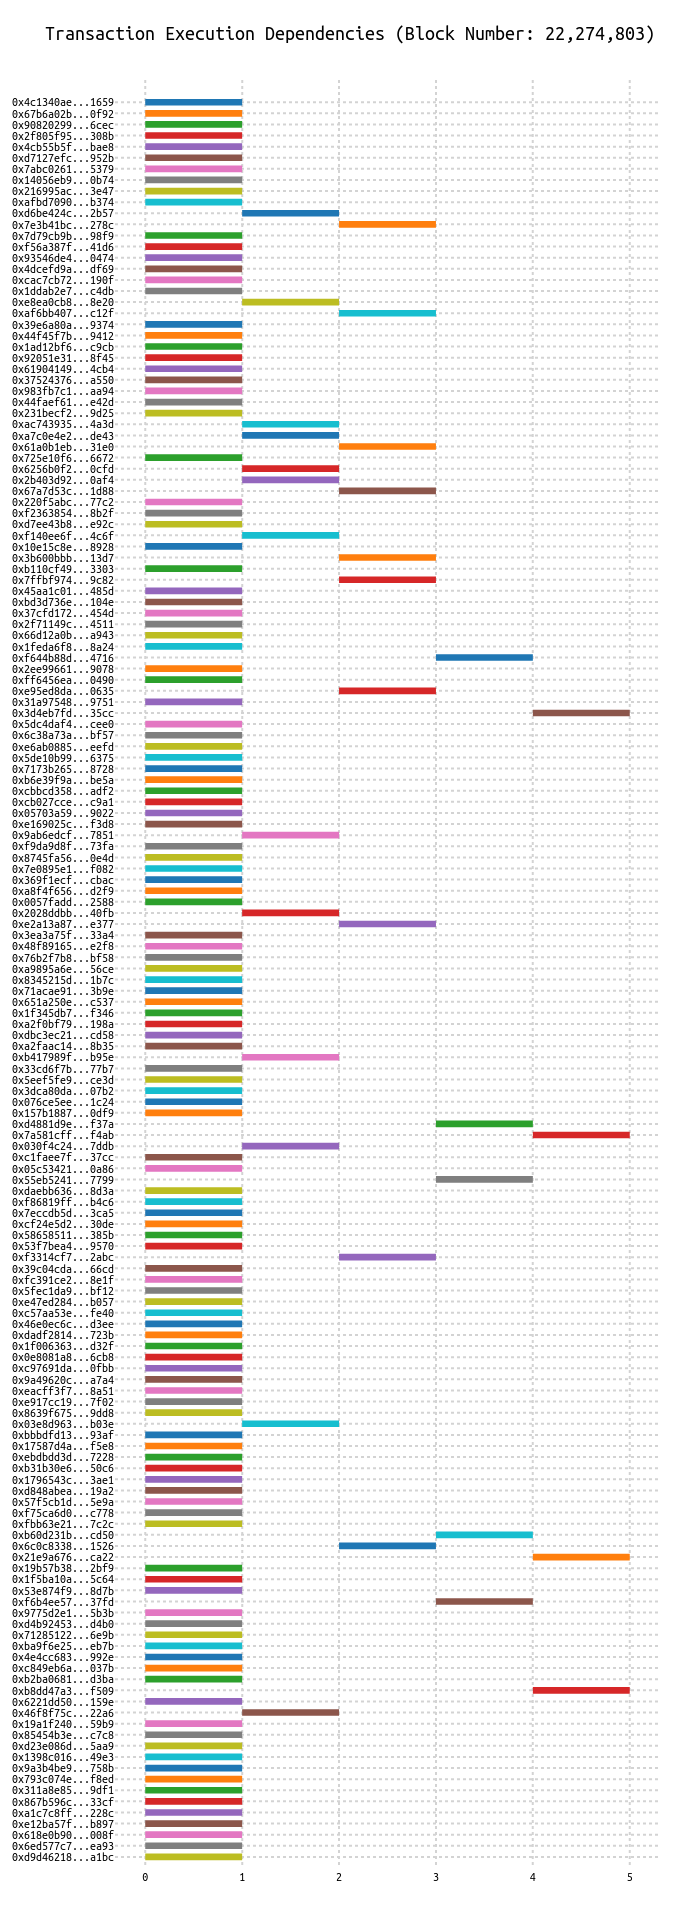 Transaction Execution Dependencies (Block Number: 22,274,803)
0x4c1340ae...1659
0x67b6a02b...0f92
0x90820299...6cec
0x2f805f95...308b
0x4cb55b5f...bae8
0xd7127efc...952b
0x7abc0261...5379
0x14056eb9...0b74
0x216995ac...3e47
0xafbd7090...b374
0xd6be424c...2b57
0x7e3b41bc...278c
0x7d79cb9b...98f9
0xf56a387f...41d6
0x93546de4...0474
0x4dcefd9a...df69
0xcac7cb72...190f
0x1ddab2e7...c4db
0xe8ea0cb8...8e20
0xaf6bb407...c12f
0x39e6a80a...9374
0x44f45f7b...9412
0x1ad12bf6...c9cb
0x92051e31...8f45
0x61904149...4cb4
0x37524376...a550
0x983fb7c1...aa94
0x44faef61...e42d
0x231becf2...9d25
0xac743935...4a3d
0xa7c0e4e2...de43
0x61a0b1eb...31e0
0x725e10f6...6672
0x6256b0f2...0cfd
0x2b403d92...0af4
0x67a7d53c...1d88
0x220f5abc...77c2
0xf2363854...8b2f
0xd7ee43b8...e92c
0xf140ee6f...4c6f
0x10e15c8e...8928
0x3b600bbb...13d7
0xb110cf49...3303
0x7ffbf974...9c82
0x45aa1c01...485d
0xbd3d736e...104e
0x37cfd172...454d
0x2f71149c...4511
0x66d12a0b...a943
0x1feda6f8...8a24
0xf644b88d...4716
0x2ee99661...9078
0xff6456ea...0490
0xe95ed8da...0635
0x31a97548...9751
0x3d4eb7fd...35cc
0x5dc4daf4...cee0
0x6c38a73a...bf57
0xe6ab0885...eefd
0x5de10b99...6375
0x7173b265...8728
0xb6e39f9a...be5a
0xcbbcd358...adf2
0xcb027cce...c9a1
0x05703a59...9022
0xe169025c...f3d8
0x9ab6edcf...7851
0xf9da9d8f...73fa
0x8745fa56...0e4d
0x7e0895e1...f082
0x369f1ecf...cbac
0xa8f4f656...d2f9
0x0057fadd...2588
0x2028ddbb...40fb
0xe2a13a87...e377
0x3ea3a75f...33a4
0x48f89165...e2f8
0x76b2f7b8...bf58
0xa9895a6e...56ce
0x8345215d...1b7c
0x71acae91...3b9e
0x651a250e...c537
0x1f345db7...f346
0xa2f0bf79...198a
0xdbc3ec21...cd58
0xa2faac14...8b35
0xb417989f...b95e
0x33cd6f7b...77b7
0x5eef5fe9...ce3d
0x3dca80da...07b2
0x076ce5ee...1c24
0x157b1887...0df9
0xd4881d9e...f37a
0x7a581cff...f4ab
0x030f4c24...7ddb
0xc1faee7f...37cc
0x05c53421...0a86
0x55eb5241...7799
0xdaebb636...8d3a
0xf86819ff...b4c6
0x7eccdb5d...3ca5
0xcf24e5d2...30de
0x58658511...385b
0x53f7bea4...9570
0xf3314cf7...2abc
0x39c04cda...66cd
0xfc391ce2...8e1f
0x5fec1da9...bf12
0xe47ed284...b057
0xc57aa53e...fe40
0x46e0ec6c...d3ee
0xdadf2814...723b
0x1f006363...d32f
0x0e8081a8...6cb8
0xc97691da...0fbb
0x9a49620c...a7a4
0xeacff3f7...8a51
0xe917cc19...7f02
0x8639f675...9dd8
0x03e8d963...b03e
0xbbbdfd13...93af
0x17587d4a...f5e8
0xebdbdd3d...7228
0xb31b30e6...50c6
0x1796543c...3ae1
0xd848abea...19a2
0x57f5cb1d...5e9a
0xf75ca6d0...c778
0xfbb63e21...7c2c
0xb60d231b...cd50
0x6c0c8338...1526
0x21e9a676...ca22
0x19b57b38...2bf9
0x1f5ba10a...5c64
0x53e874f9...8d7b
0xf6b4ee57...37fd
0x9775d2e1...5b3b
0xd4b92453...d4b0
0x71285122...6e9b
0xba9f6e25...eb7b
0x4e4cc683...992e
0xc849eb6a...037b
0xb2ba0681...d3ba
0xb8dd47a3...f509
0x6221dd50...159e
0x46f8f75c...22a6
0x19a1f240...59b9
0x85454b3e...c7c8
0xd23e086d...5aa9
0x1398c016...49e3
0x9a3b4be9...758b
0x793c074e...f8ed
0x311a8e85...9df1
0x867b596c...33cf
0xa1c7c8ff...228c
0xe12ba57f...b897
0x618e0b90...008f
0x6ed577c7...ea93
0xd9d46218...a1bc
0 1 2 3 4 5